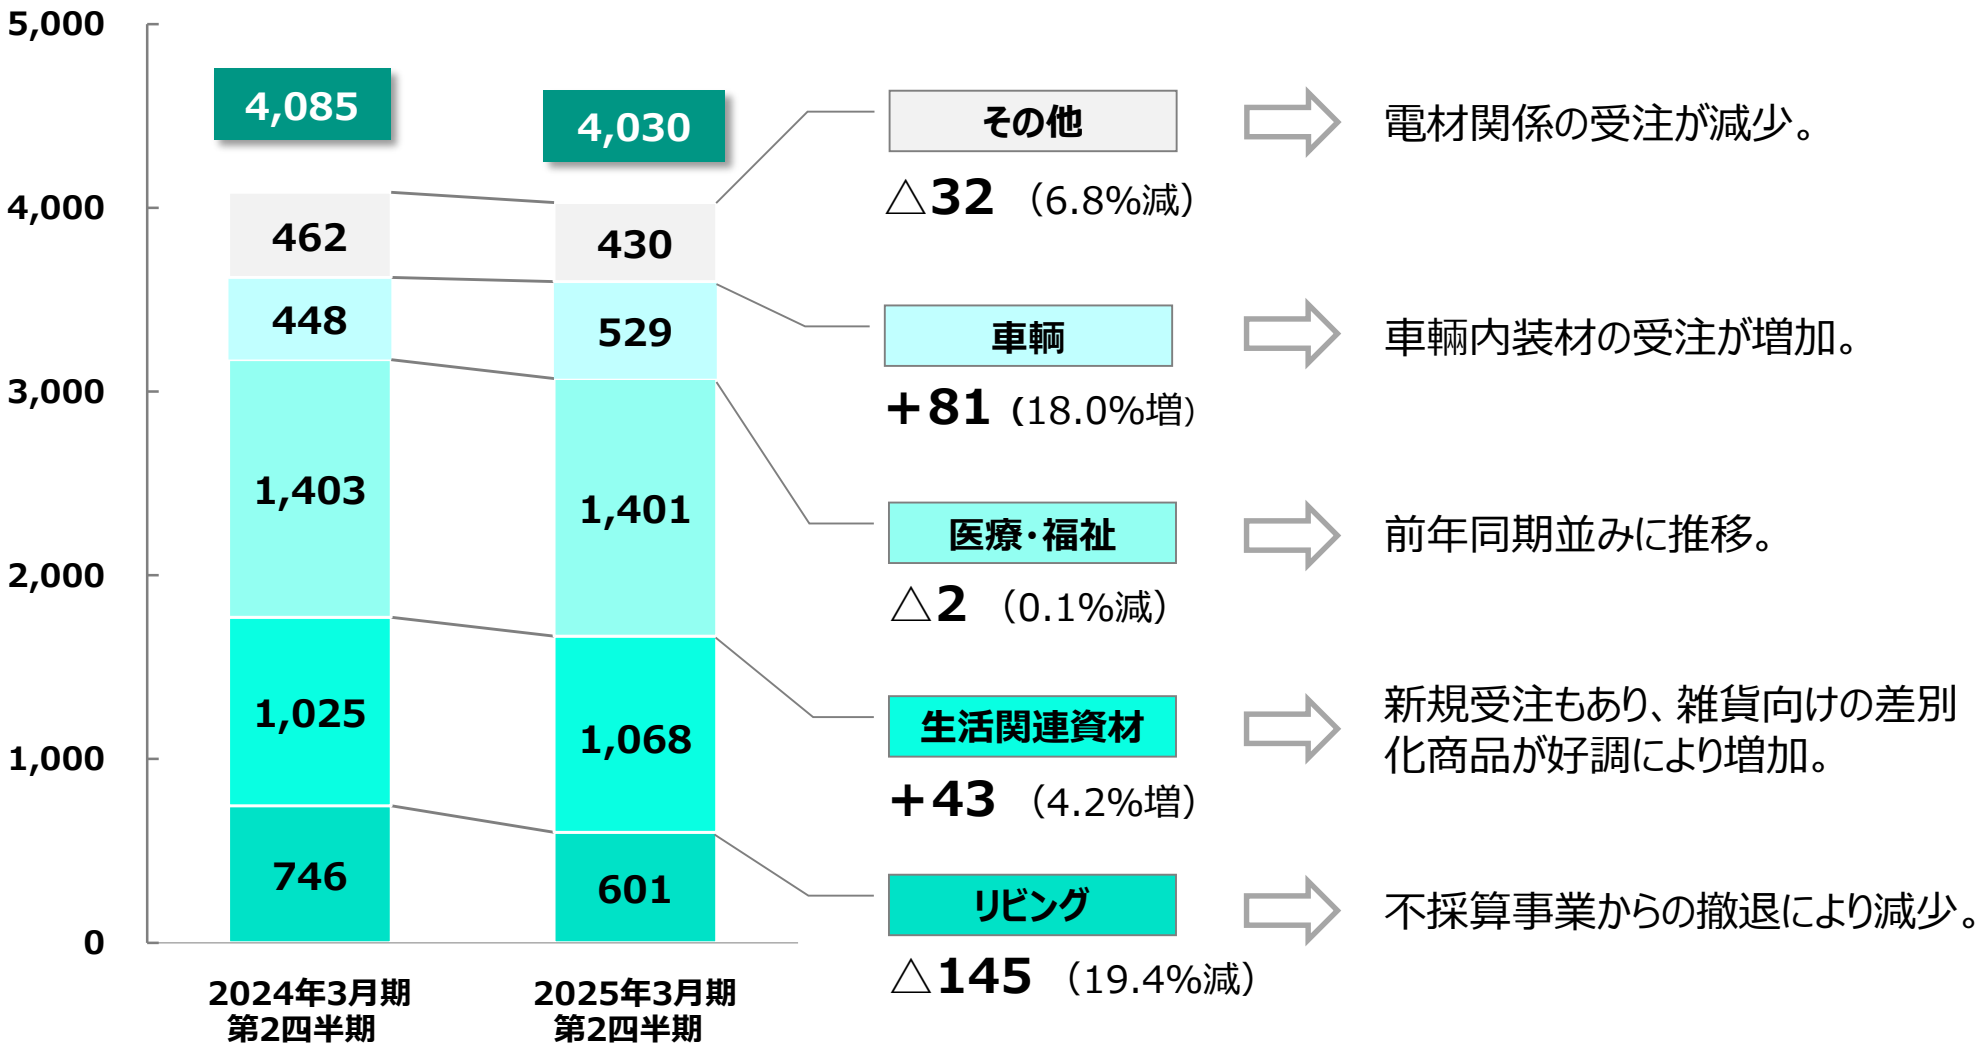 5,000
4,000
3,000
2,000
1,000
0
4,085
462
448
1,403
1,025
746
2024年3月期
第2四半期
4,030
430
529
1,401
1,068
601
2025年3月期
第2四半期
その他
△32 （6.8%減）
電材関係の受注が減少。
車輌
+81 (18.0%増)
車輛内装材の受注が増加。
医療・福祉
△2 （0.1%減）
前年同期並みに推移。
生活関連資材
+43 （4.2%増）
新規受注もあり、雑貨向けの差別
化商品が好調により増加。
リビング
△145 （19.4%減）
不採算事業からの撤退により減少。